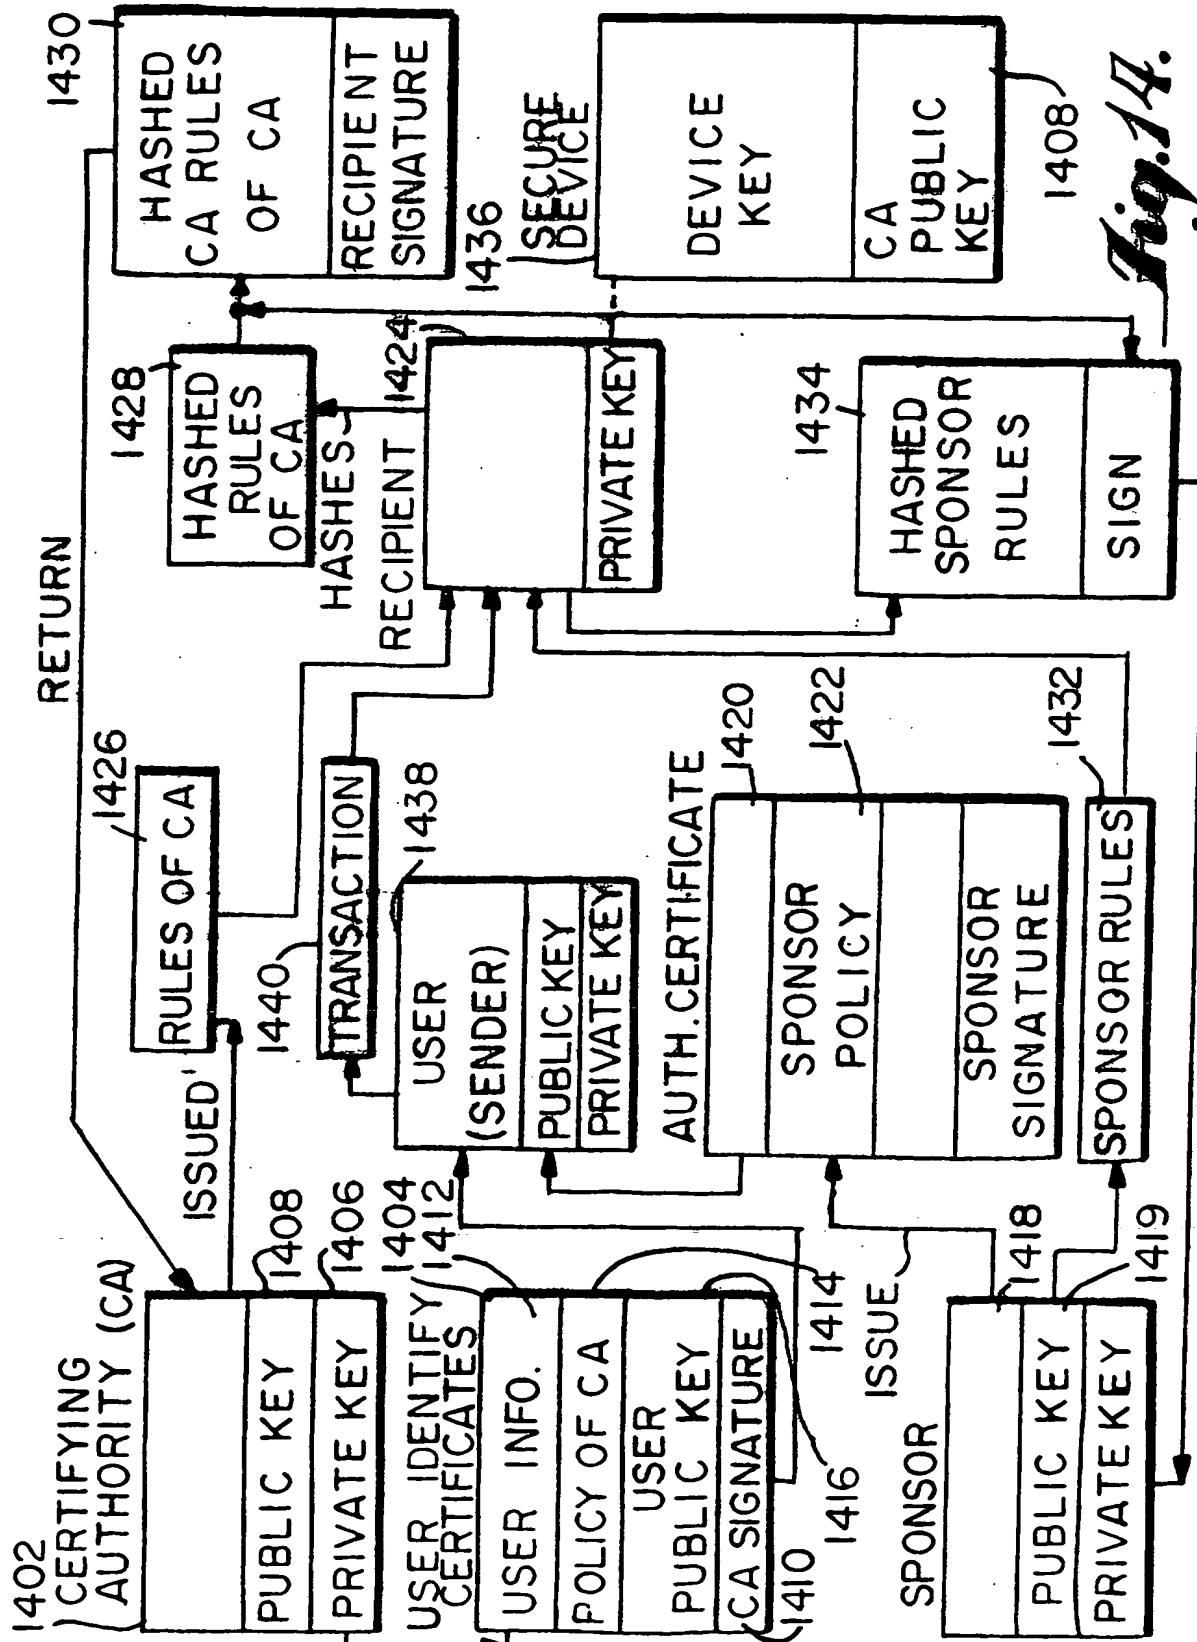 1402
CERTIFYING
AUTHORITY (CA)
PUBLIC KEY
PRIVATE KEY
1408
1406
ISSUED
RETURN
1426
RULES OF CA
1428
HASHED
RULES
OF CA
1430
HASHED
CA RULES
OF CA
RECIPIENT
SIGNATURE
USER IDENTIFY
CERTIFICATES
1404
1412
USER INFO.
POLICY OF CA
USER
PUBLIC KEY
CA SIGNATURE
1410
1416
1414
1440
TRANSACTION
1438
USER
(SENDER)
PUBLIC KEY
PRIVATE KEY
HASHES
RECIPIENT
1424
PRIVATE KEY
1436
SECURE
DEVICE
DEVICE
KEY
CA PUBLIC
KEY
1408
ISSUE
AUTH. CERTIFICATE
1420
SPONSOR
POLICY
1422
SPONSOR
SIGNATURE
SPONSOR
1418
PUBLIC KEY
1419
PRIVATE KEY
SPONSOR RULES
1432
1434
HASHED
SPONSOR
RULES
SIGN
Fig. 14.